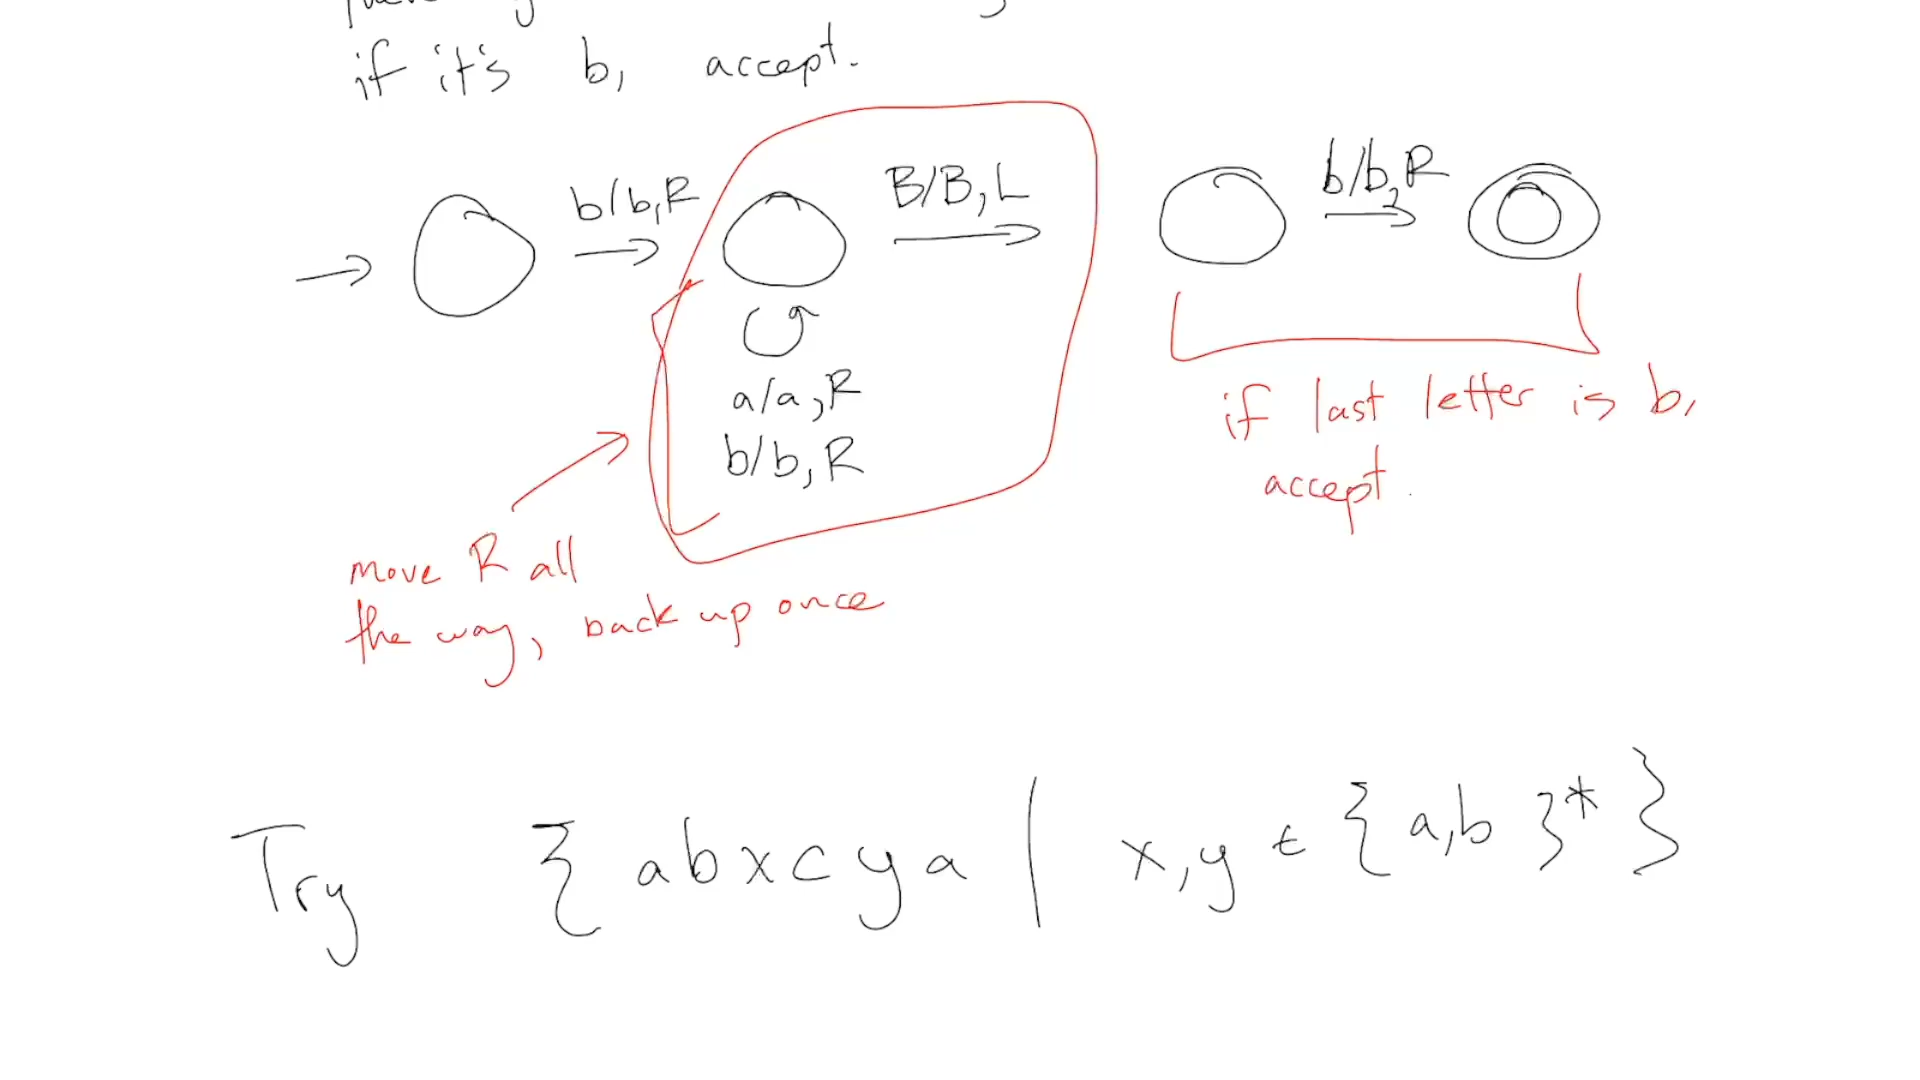 if it's b, accept.
b/b,R B/B,L b/b,R
a/a,R
b/b,R
if last letter is b,
accept.
move R all
the way, back up once
Try { abxcya | x,y ∈ {a,b}* }